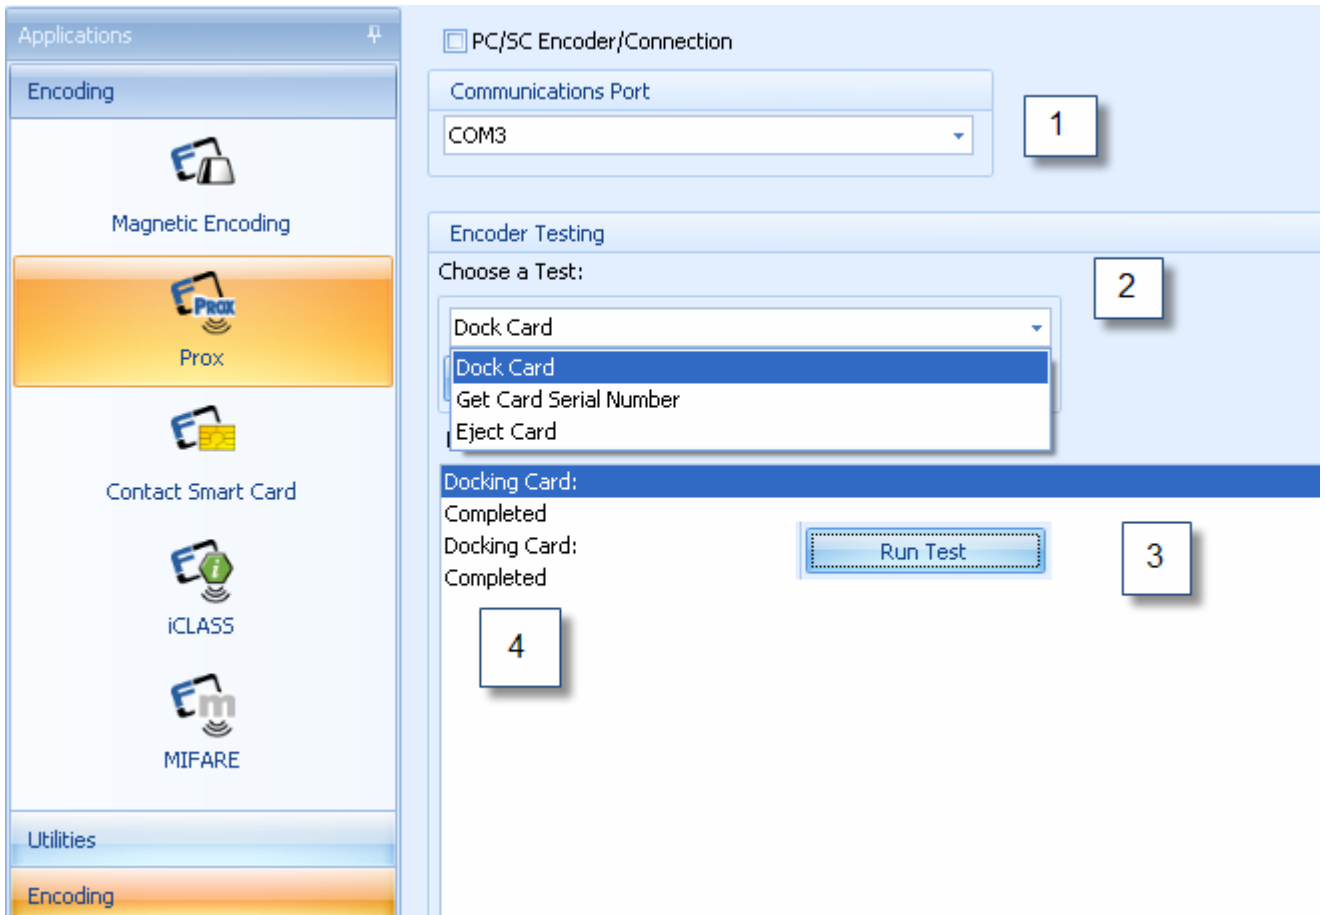 Applications
Encoding
Magnetic Encoding
PROX
Prox
Contact Smart Card
i
iCLASS
m
MIFARE
Utilities
Encoding
PC/SC Encoder/Connection
Communications Port
COM3
1
Encoder Testing
Choose a Test:
2
Dock Card
Dock Card
Get Card Serial Number
Eject Card
Docking Card:
Completed
Docking Card:
Completed
Run Test
3
4